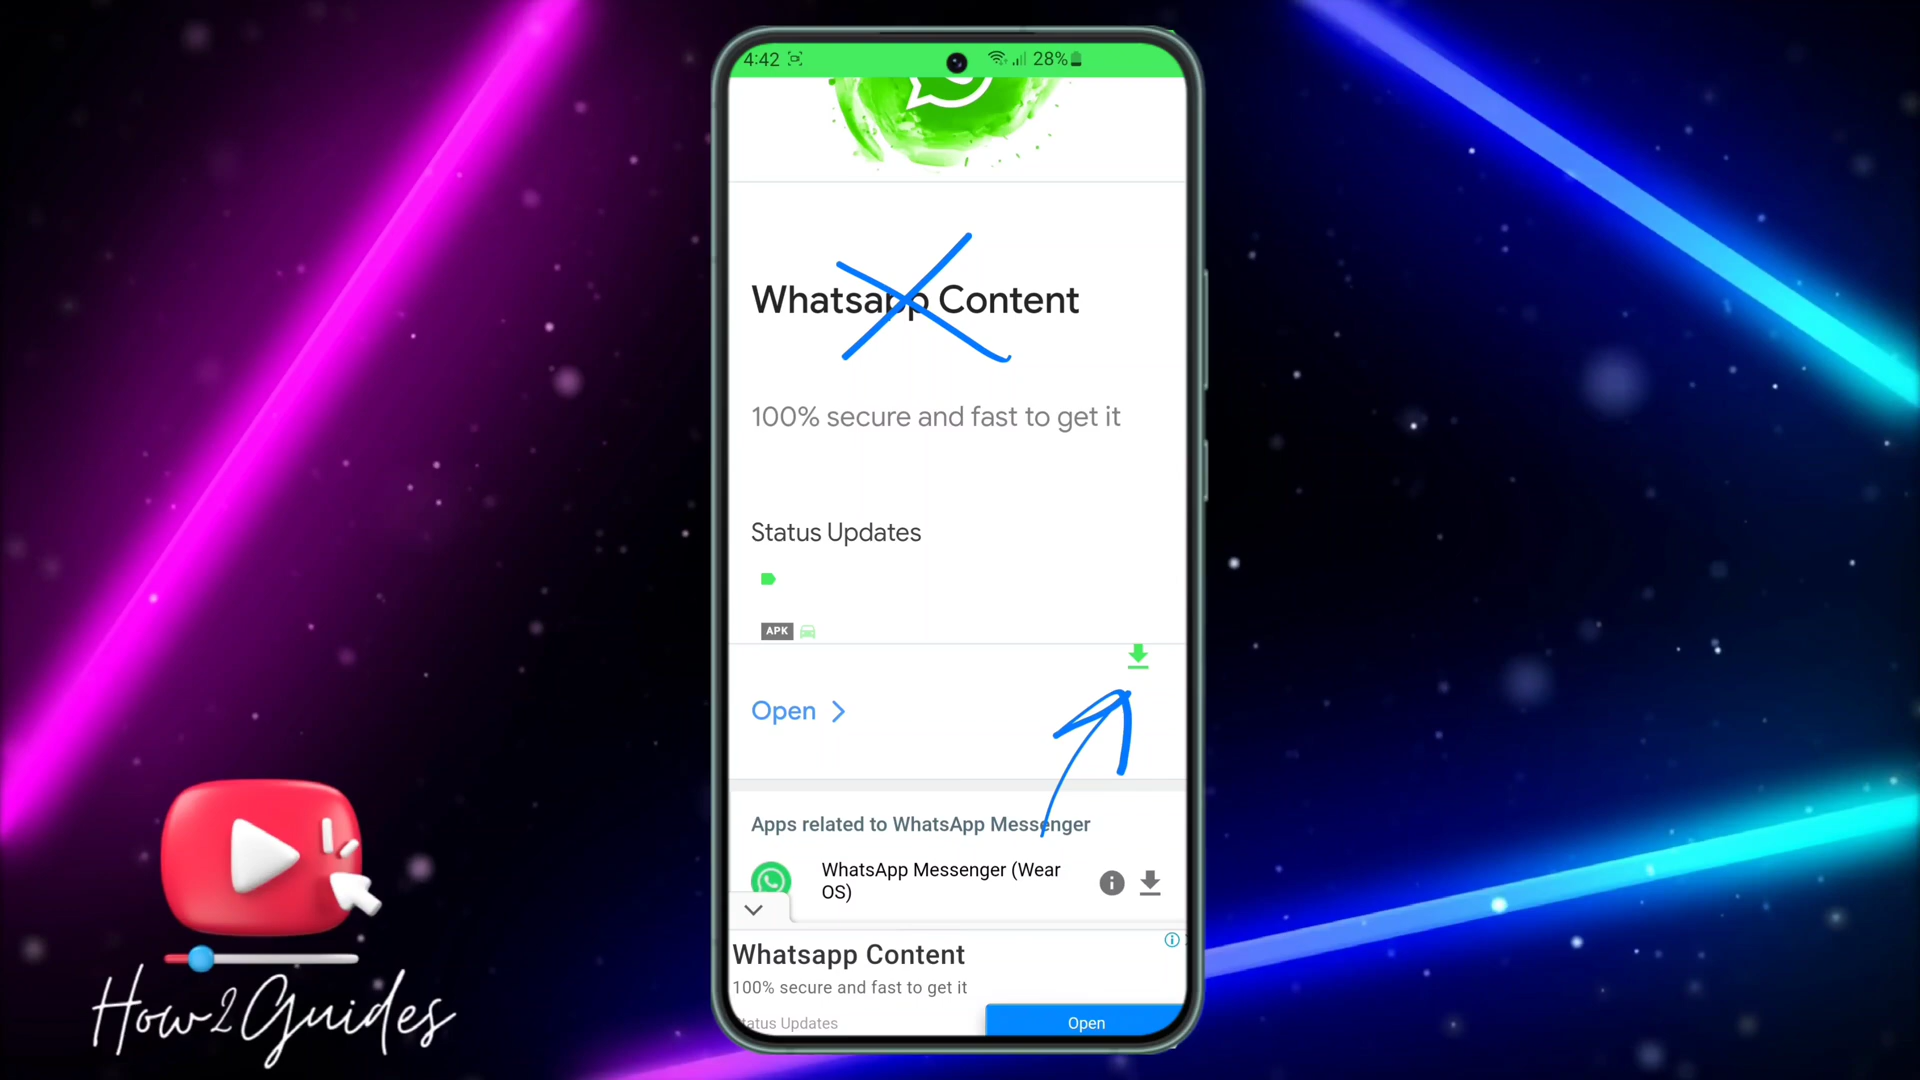 4:42
28%
Whatsapp Content
100% secure and fast to get it
Status Updates
APK
Open
Apps related to WhatsApp Messenger
WhatsApp Messenger (Wear
OS)
Whatsapp Content
100% secure and fast to get it
tatus Updates
Open
How2Guides